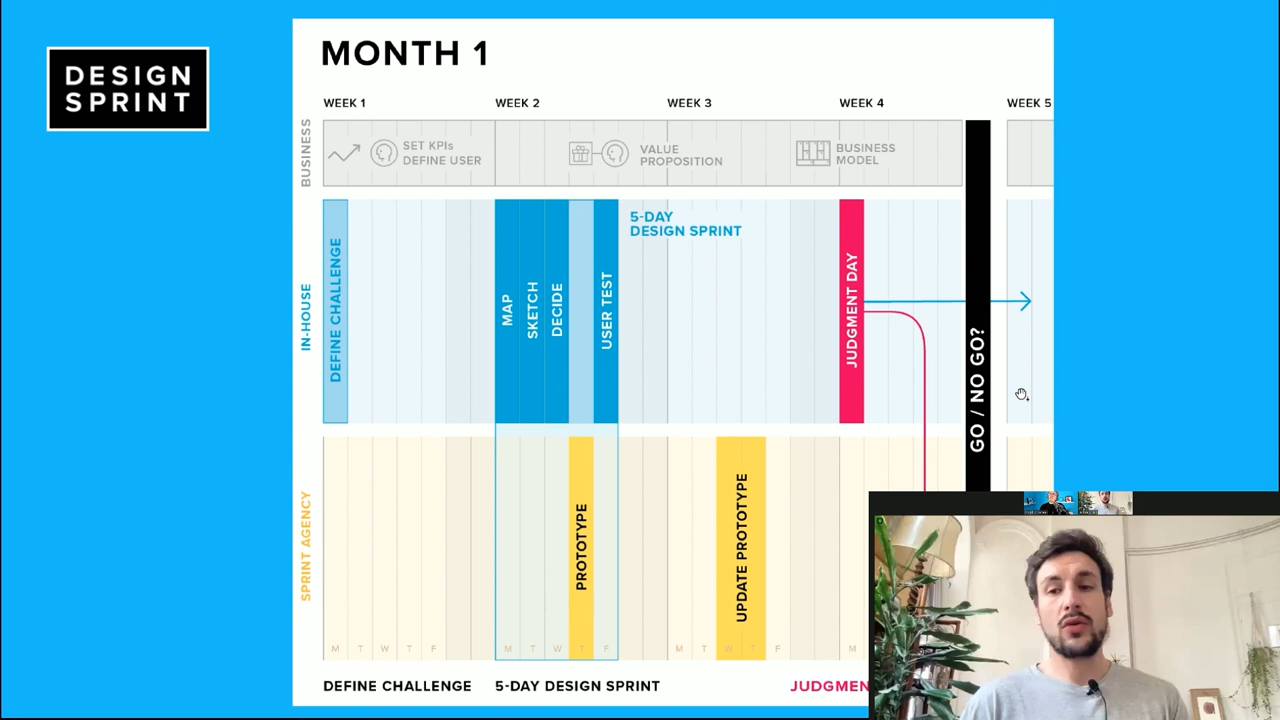 DESIGN
SPRINT
MONTH 1
WEEK 1
WEEK 2
WEEK 3
WEEK 4
WEEK 5
BUSINESS
SET KPIs
DEFINE USER
VALUE
PROPOSITION
BUSINESS
MODEL
IN-HOUSE
DEFINE CHALLENGE
MAP
SKETCH
DECIDE
USER TEST
5-DAY
DESIGN SPRINT
JUDGMENT DAY
GO / NO GO?
SPRINT AGENCY
PROTOTYPE
UPDATE PROTOTYPE
M T W T F
M T W T F
M T W T F
M
DEFINE CHALLENGE
5-DAY DESIGN SPRINT
JUDGMEN